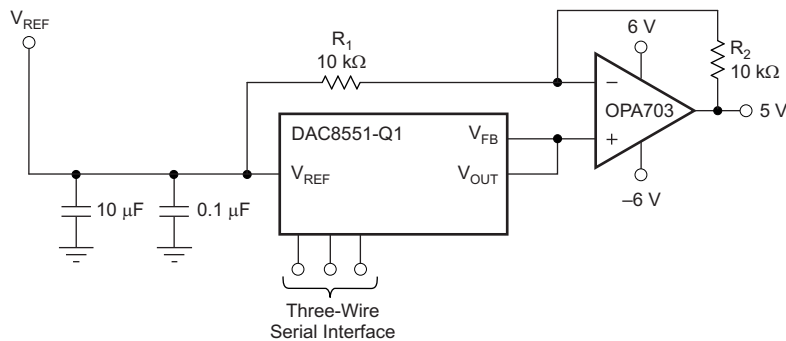 VREF
R1
10 kΩ
6 V
R2
10 kΩ
–
OPA703
5 V
+
–6 V
DAC8551-Q1
VFB
VREF
VOUT
10 µF
0.1 µF
Three-Wire
Serial Interface